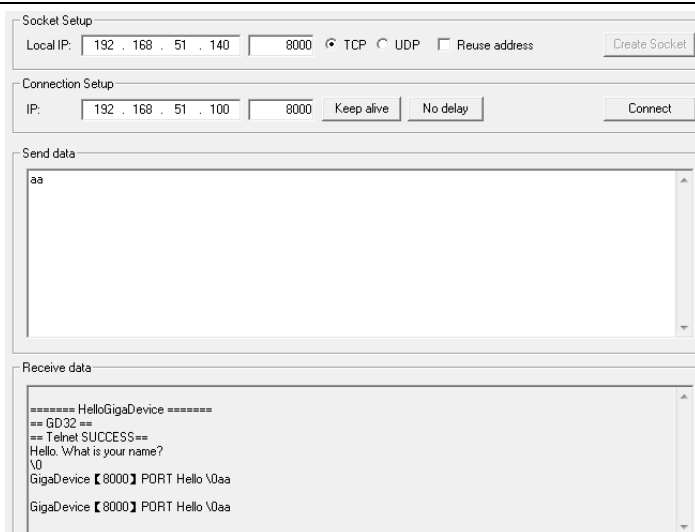 Socket Setup
Local IP: 192 . 168 . 51 . 140 8000 TCP UDP Reuse address Create Socket
Connection Setup
IP: 192 . 168 . 51 . 100 8000 Keep alive No delay Connect
Send data
aa
Receive data
======= HelloGigaDevice =======
== GD32 ==
== Telnet SUCCESS==
Hello. What is your name?
\0
GigaDevice【8000】PORT Hello \0aa
GigaDevice【8000】PORT Hello \0aa